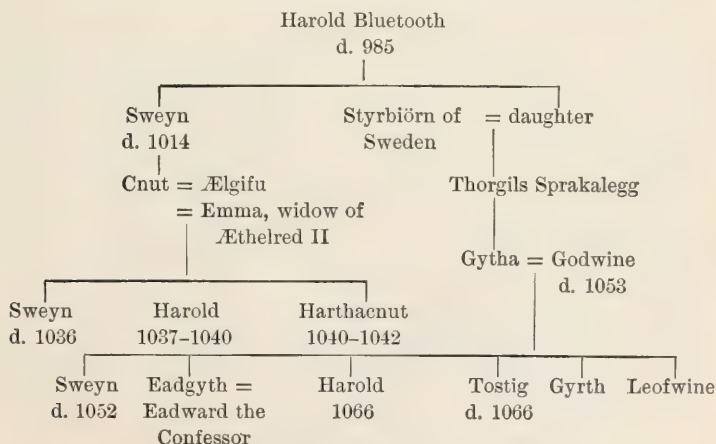 Harold Bluetooth
d. 985
Sweyn
d. 1014
Styrbiörn of = daughter
Sweden
Cnut = Ælgifu
= Emma, widow of
Æthelred II
Thorgils Sprakalegg
Gytha = Godwine
d. 1053
Sweyn
d. 1036
Harold
1037–1040
Harthacnut
1040–1042
Sweyn
d. 1052
Eadgyth =
Eadward the
Confessor
Harold
1066
Tostig
d. 1066
Gyrth
Leofwine